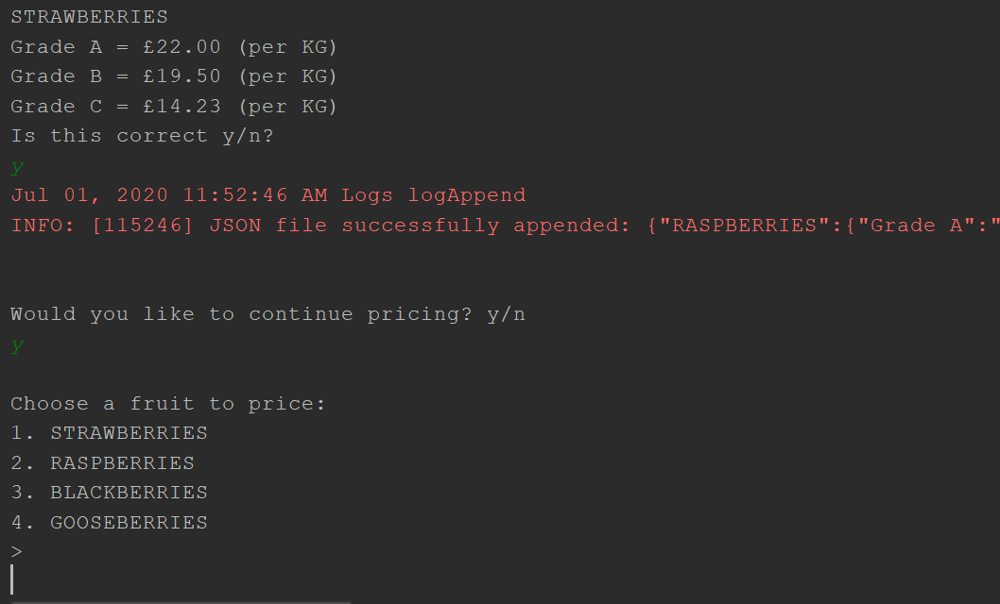 STRAWBERRIES
Grade A = £22.00 (per KG)
Grade B = £19.50 (per KG)
Grade C = £14.23 (per KG)
Is this correct y/n?
y
Jul 01, 2020 11:52:46 AM Logs logAppend
INFO: [115246] JSON file successfully appended: {"RASPBERRIES":{"Grade A":"
Would you like to continue pricing? y/n
y
Choose a fruit to price:
1. STRAWBERRIES
2. RASPBERRIES
3. BLACKBERRIES
4. GOOSEBERRIES
>